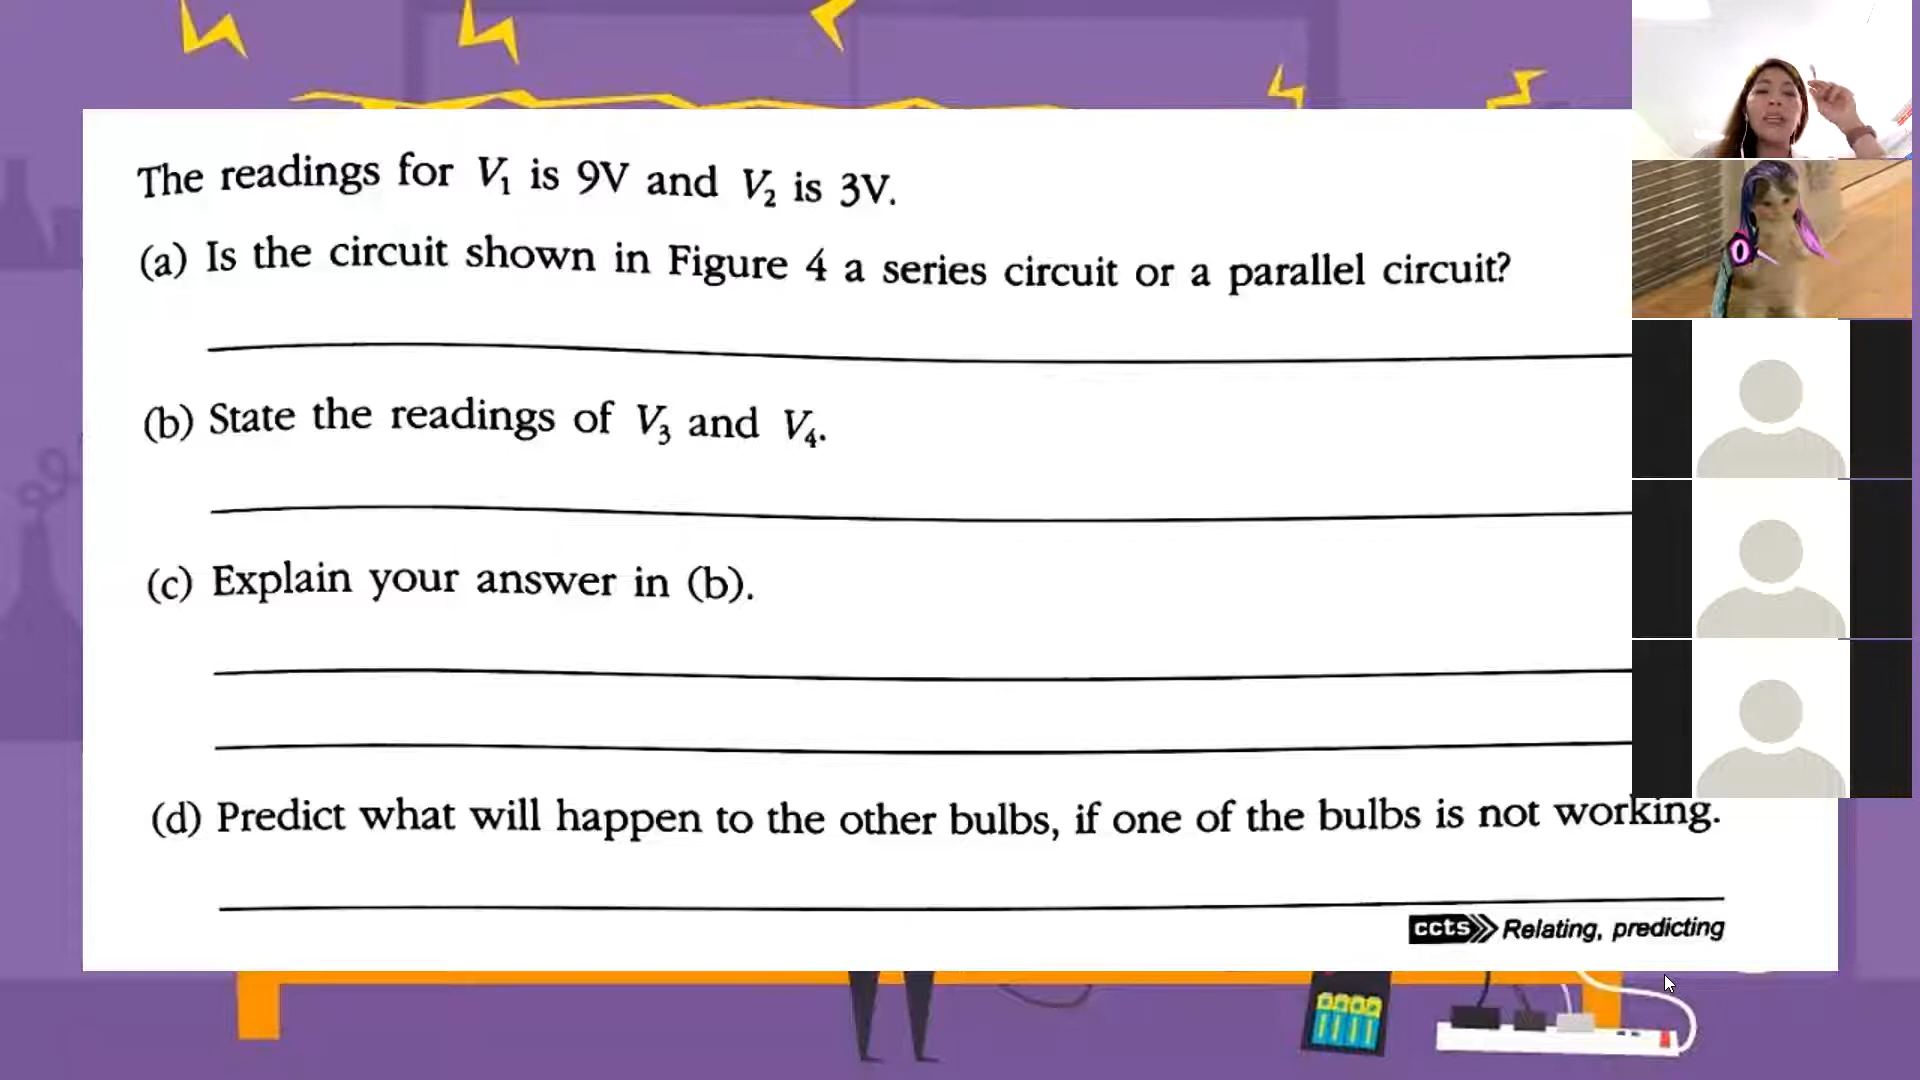 The readings for V₁ is 9V and V₂ is 3V.
(a) Is the circuit shown in Figure 4 a series circuit or a parallel circuit?
(b) State the readings of V₃ and V₄.
(c) Explain your answer in (b).
(d) Predict what will happen to the other bulbs, if one of the bulbs is not working.
ccts Relating, predicting